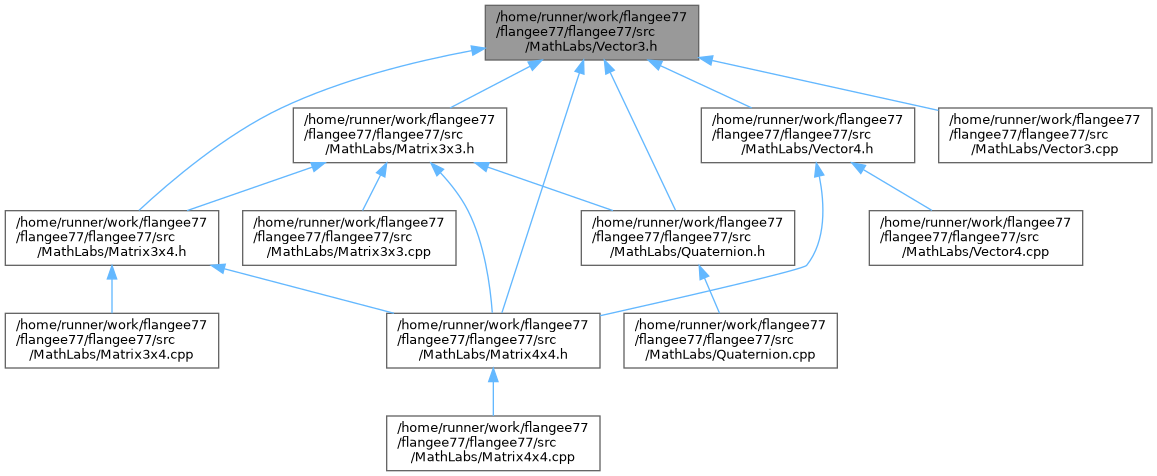 /home/runner/work/flangee77
/flangee77/flangee77/src
/MathLabs/Vector3.h
/home/runner/work/flangee77
/flangee77/flangee77/src
/MathLabs/Matrix3x3.h
/home/runner/work/flangee77
/flangee77/flangee77/src
/MathLabs/Vector4.h
/home/runner/work/flangee77
/flangee77/flangee77/src
/MathLabs/Vector3.cpp
/home/runner/work/flangee77
/flangee77/flangee77/src
/MathLabs/Matrix3x4.h
/home/runner/work/flangee77
/flangee77/flangee77/src
/MathLabs/Matrix3x3.cpp
/home/runner/work/flangee77
/flangee77/flangee77/src
/MathLabs/Quaternion.h
/home/runner/work/flangee77
/flangee77/flangee77/src
/MathLabs/Vector4.cpp
/home/runner/work/flangee77
/flangee77/flangee77/src
/MathLabs/Matrix3x4.cpp
/home/runner/work/flangee77
/flangee77/flangee77/src
/MathLabs/Matrix4x4.h
/home/runner/work/flangee77
/flangee77/flangee77/src
/MathLabs/Quaternion.cpp
/home/runner/work/flangee77
/flangee77/flangee77/src
/MathLabs/Matrix4x4.cpp